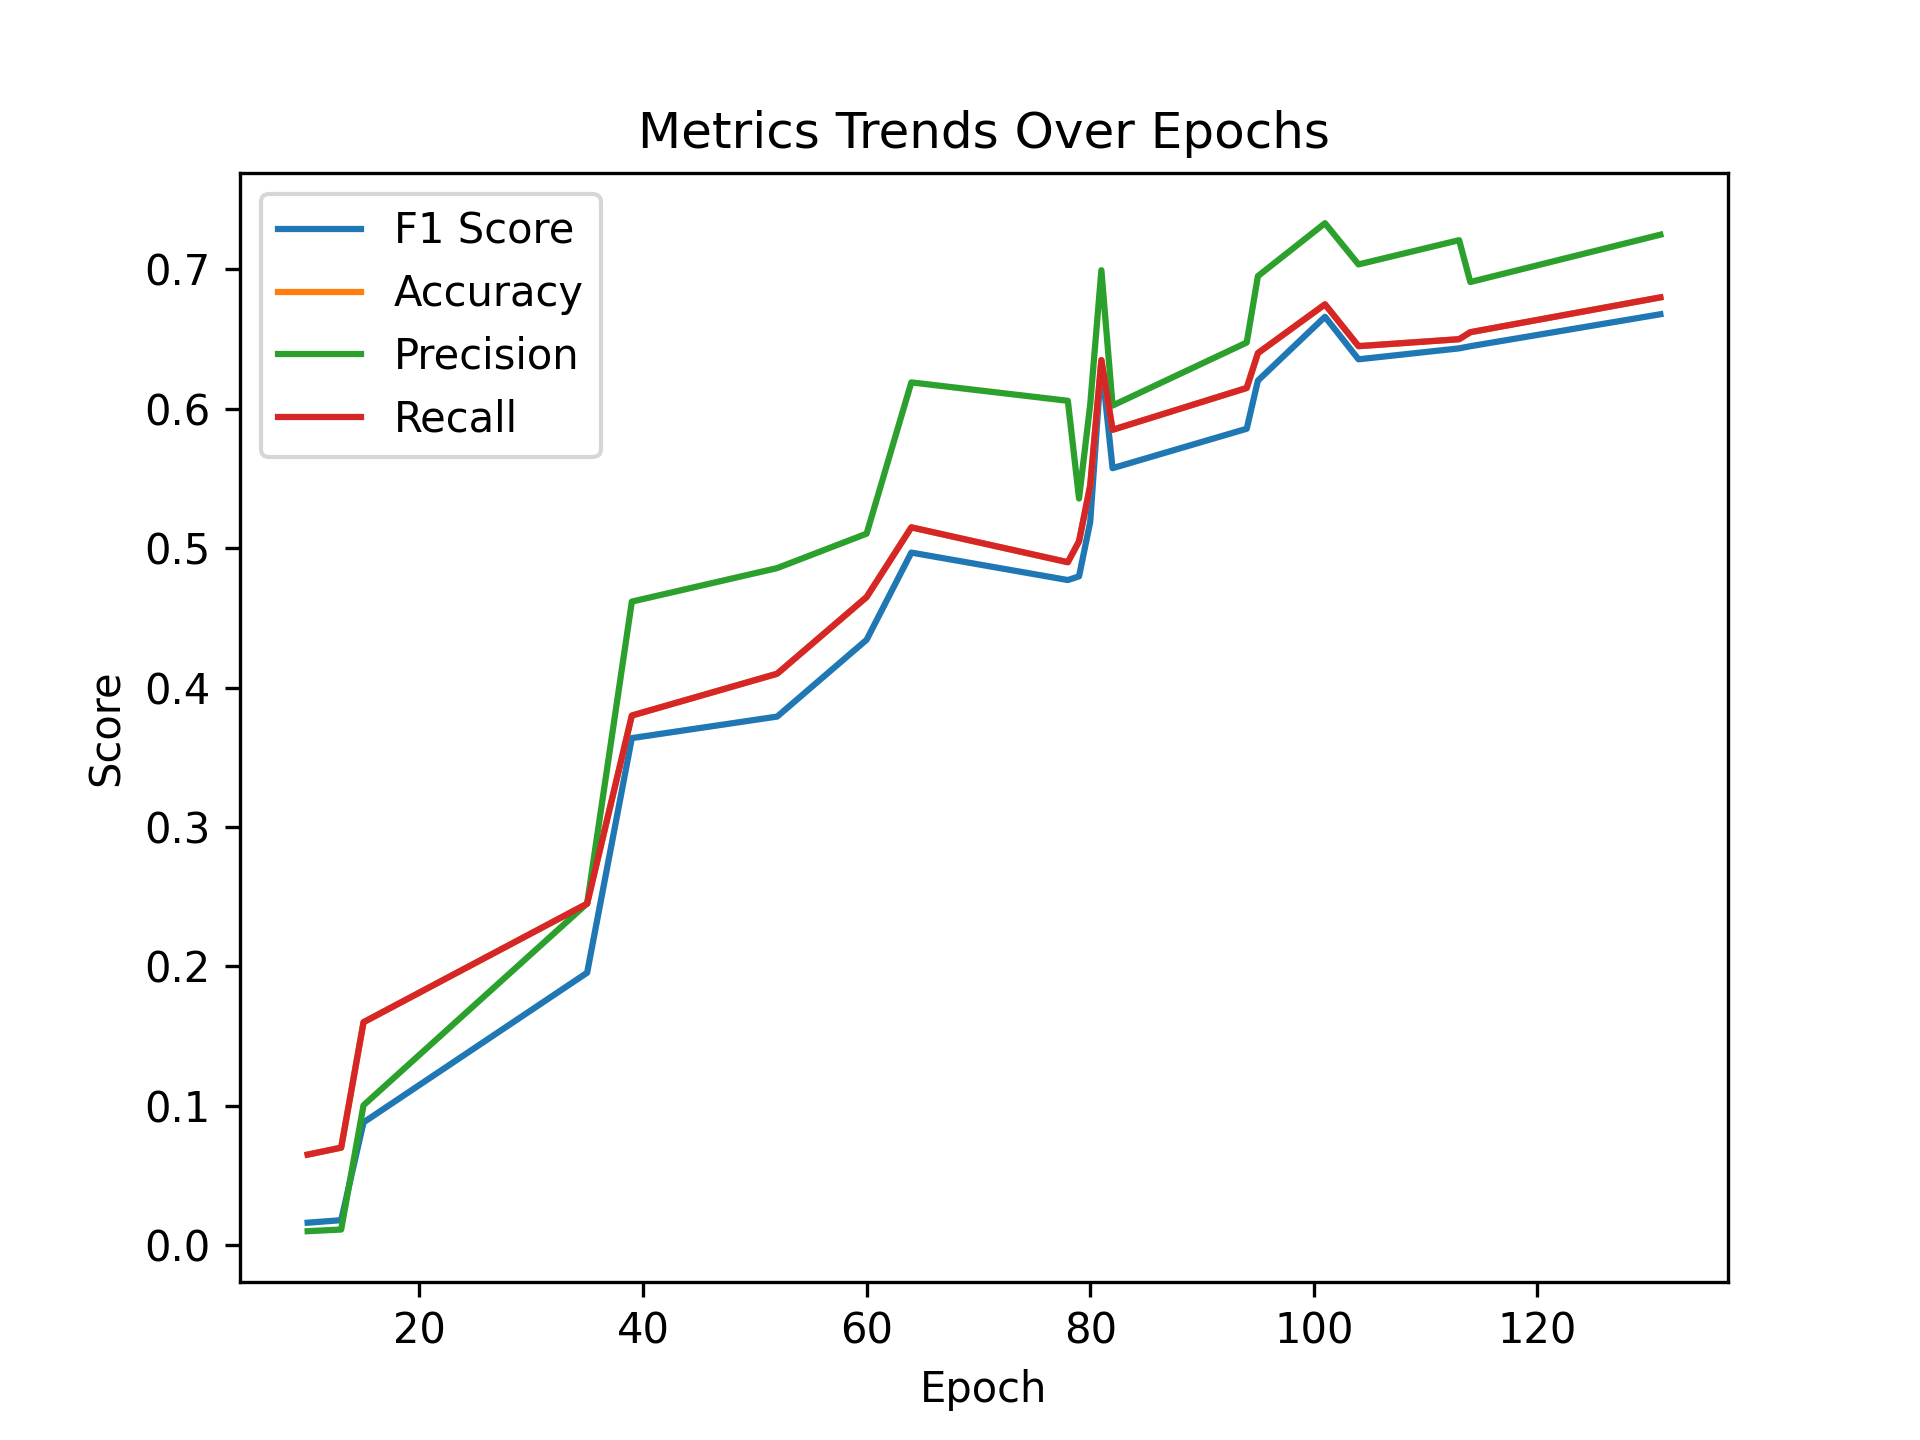 Metrics Trends Over Epochs
F1 Score
Accuracy
Precision
Recall
0.7
0.6
0.5
0.4
0.3
0.2
0.1
0.0
Score
20 40 60 80 100 120
Epoch